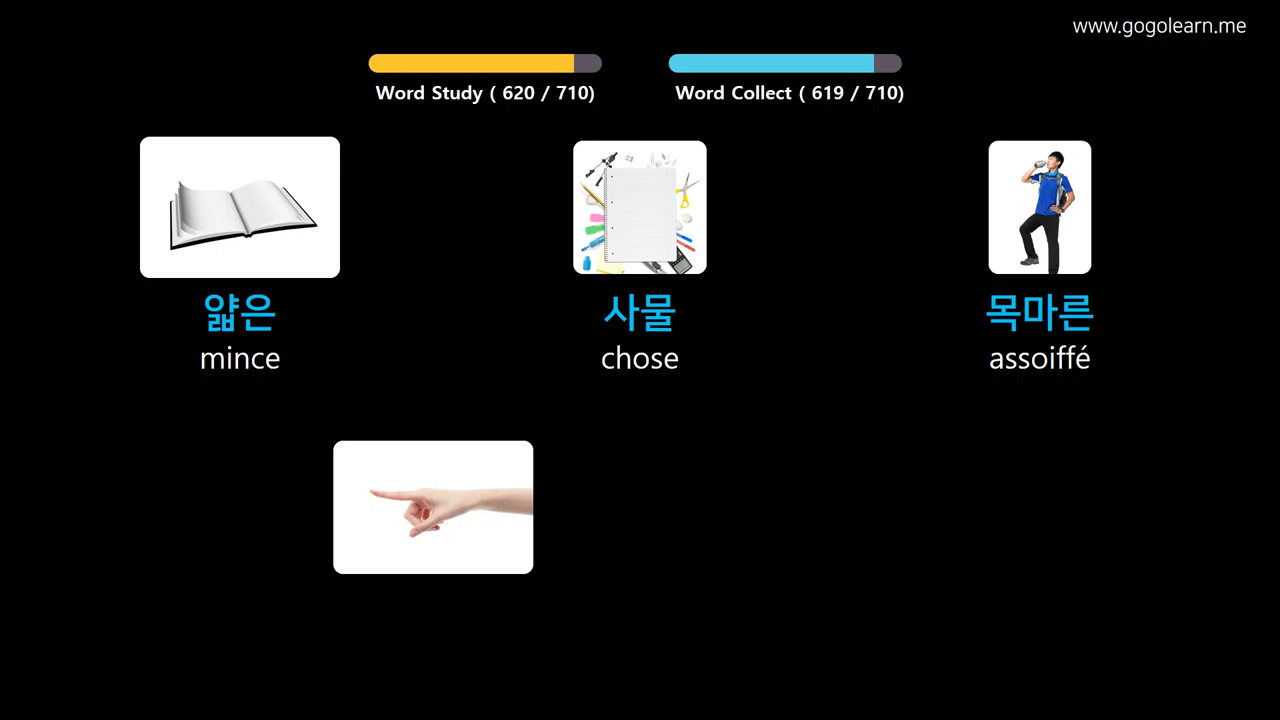 www.gogolearn.me
Word Study ( 620 / 710)
Word Collect ( 619 / 710)
얇은
mince
사물
chose
목마른
assoiffé